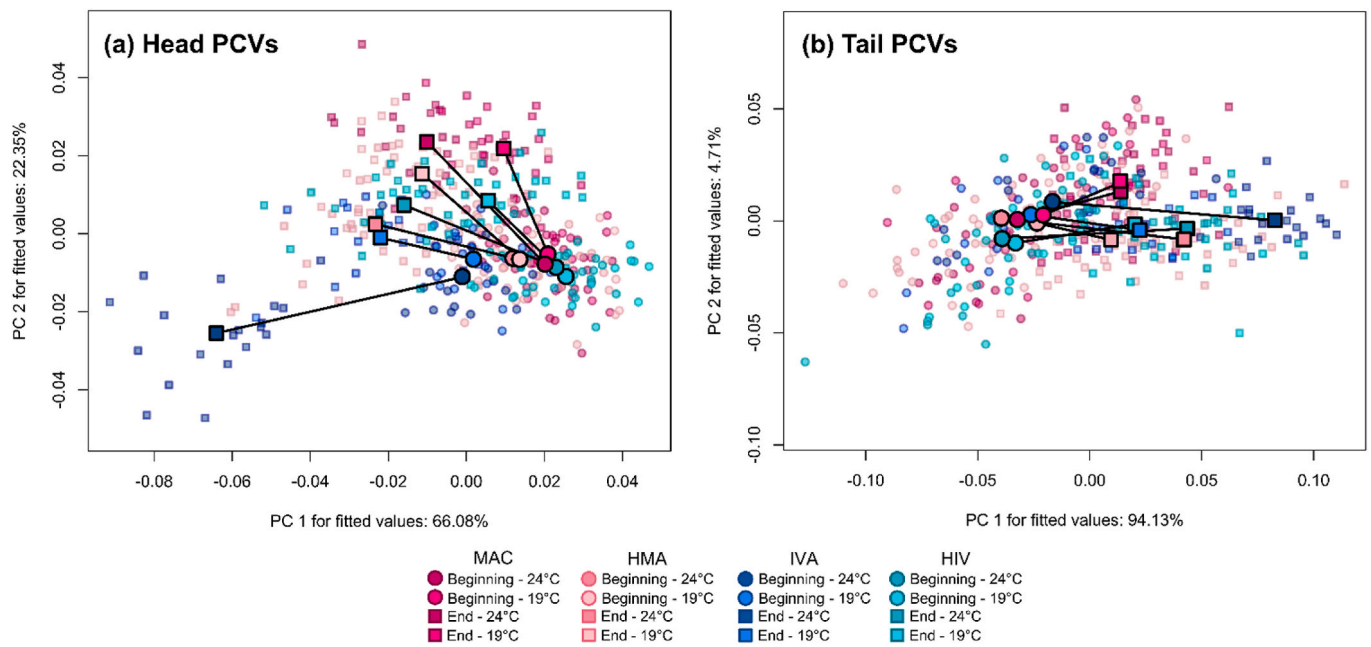 (a) Head PCVs
PC 2 for fitted values: 22.35%
0.04
0.02
0.00
-0.02
-0.04
-0.08
-0.06
-0.04
-0.02
0.00
0.02
0.04
PC 1 for fitted values: 66.08%
(b) Tail PCVs
PC 2 for fitted values: 4.71%
0.05
0.00
-0.05
-0.10
-0.10
-0.05
0.00
0.05
0.10
PC 1 for fitted values: 94.13%
MAC
Beginning - 24°C
Beginning - 19°C
End - 24°C
End - 19°C
HMA
Beginning - 24°C
Beginning - 19°C
End - 24°C
End - 19°C
IVA
Beginning - 24°C
Beginning - 19°C
End - 24°C
End - 19°C
HIV
Beginning - 24°C
Beginning - 19°C
End - 24°C
End - 19°C